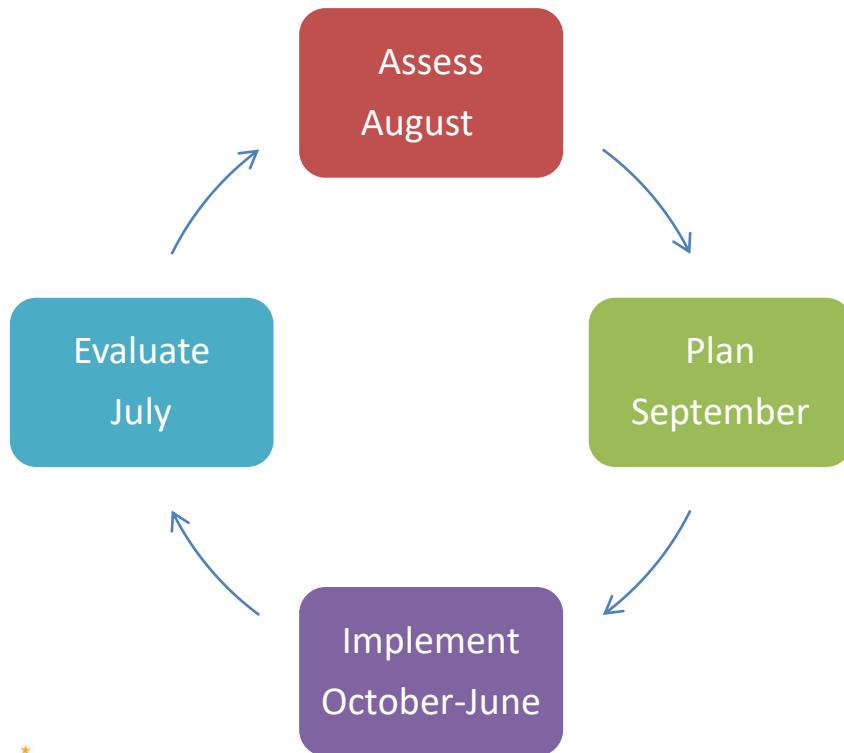 Assess
August
Plan
September
Implement
October-June
Evaluate
July